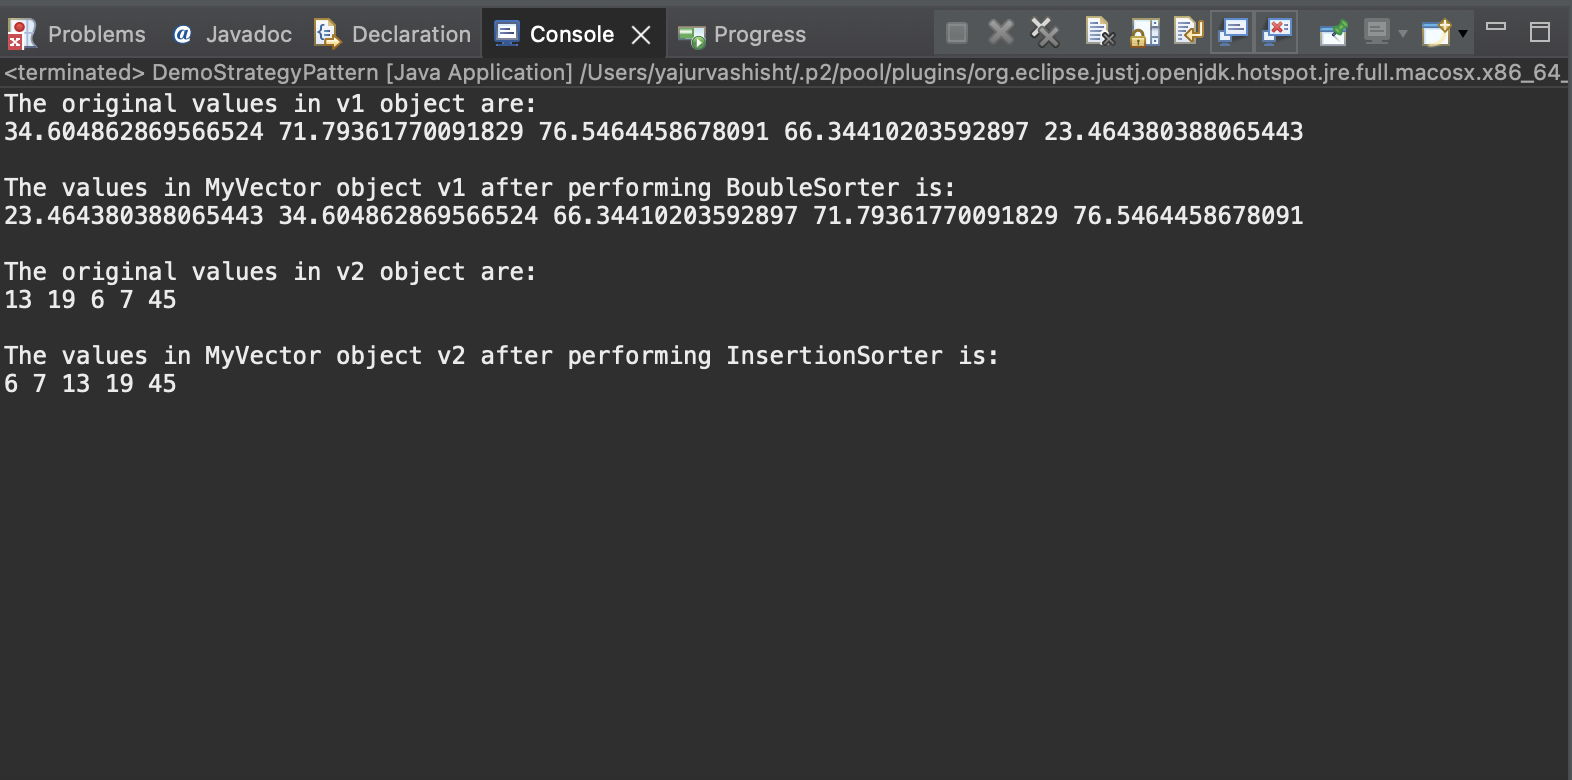 Problems Javadoc Declaration Console Progress
<terminated> DemoStrategyPattern [Java Application] /Users/yajurvashisht/.p2/pool/plugins/org.eclipse.justj.openjdk.hotspot.jre.full.macosx.x86_64_
The original values in v1 object are:
34.604862869566524 71.79361770091829 76.5464458678091 66.34410203592897 23.464380388065443
The values in MyVector object v1 after performing BoubleSorter is:
23.464380388065443 34.604862869566524 66.34410203592897 71.79361770091829 76.5464458678091
The original values in v2 object are:
13 19 6 7 45
The values in MyVector object v2 after performing InsertionSorter is:
6 7 13 19 45